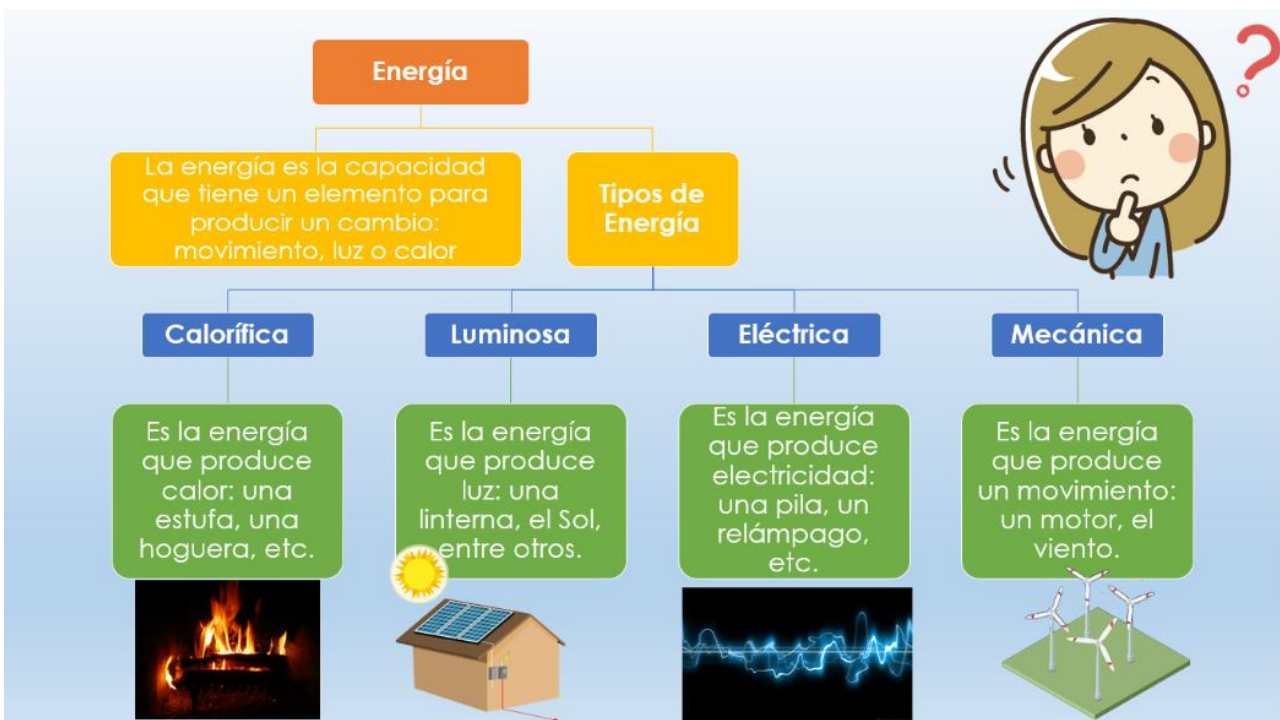 Energía
?
La energía es la capacidad
que tiene un elemento para
producir un cambio:
movimiento, luz o calor
Tipos de
Energía
Calorífica
Luminosa
Eléctrica
Mecánica
Es la energía
que produce
calor: una
estufa, una
hoguera, etc.
Es la energía
que produce
luz: una
linterna, el Sol,
entre otros.
Es la energía
que produce
electricidad:
una pila, un
relámpago,
etc.
Es la energía
que produce
un movimiento:
un motor, el
viento.